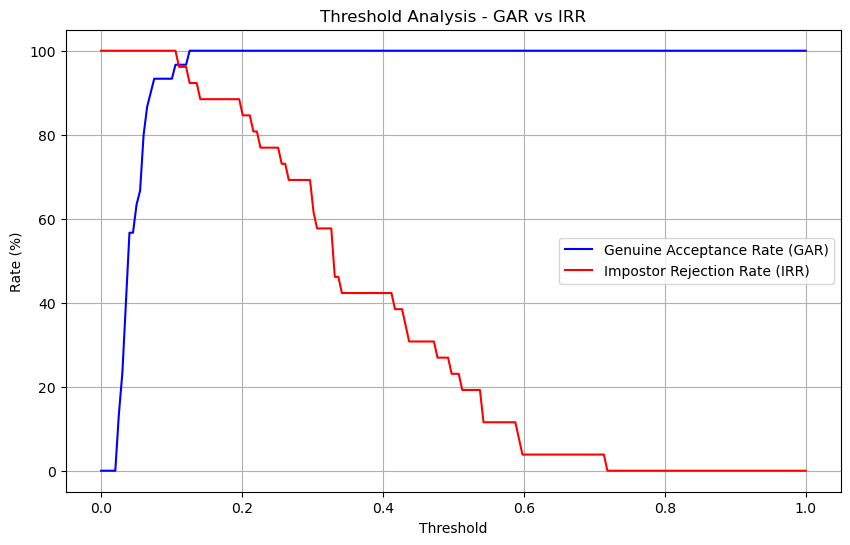 Threshold Analysis - GAR vs IRR
100
80
60
40
20
0
Rate (%)
Genuine Acceptance Rate (GAR)
Impostor Rejection Rate (IRR)
0.0 0.2 0.4 0.6 0.8 1.0
Threshold